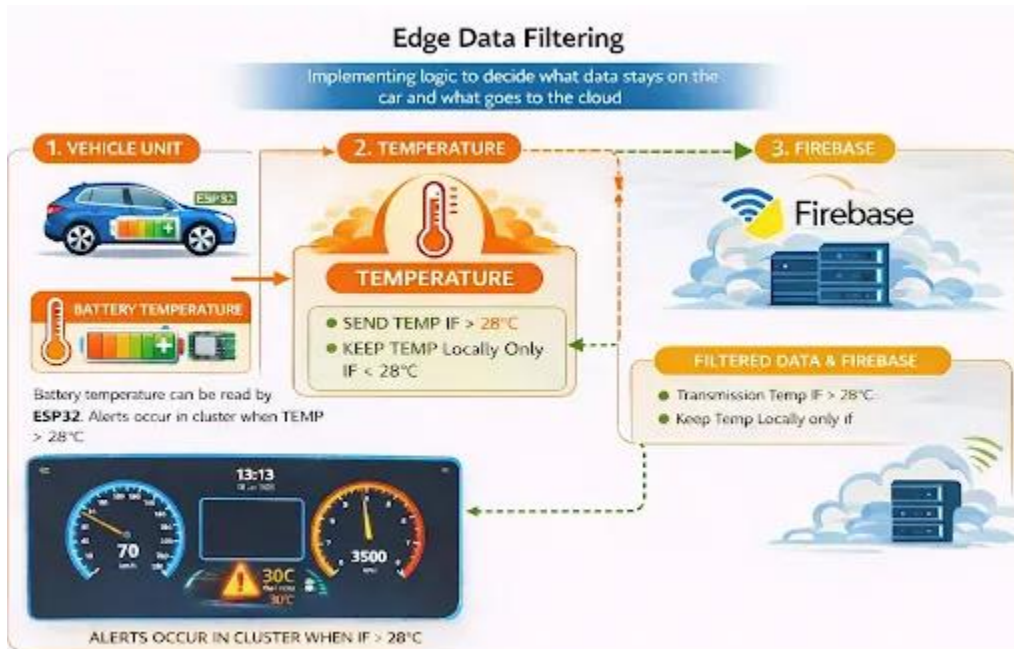 Edge Data Filtering
Implementing logic to decide what data stays on the
car and what goes to the cloud
1. VEHICLE UNIT
ESP32
BATTERY TEMPERATURE
Battery temperature can be read by
ESP32. Alerts occur in cluster when TEMP
> 28°C
2. TEMPERATURE
TEMPERATURE
SEND TEMP IF > 28°C
KEEP TEMP Locally Only
IF < 28°C
3. FIREBASE
Firebase
FILTERED DATA & FIREBASE
Transmission Temp IF > 28°C
Keep Temp Locally only if
13:13
70
km/h
3500
30C
30°C
ALERTS OCCUR IN CLUSTER WHEN IF > 28°C